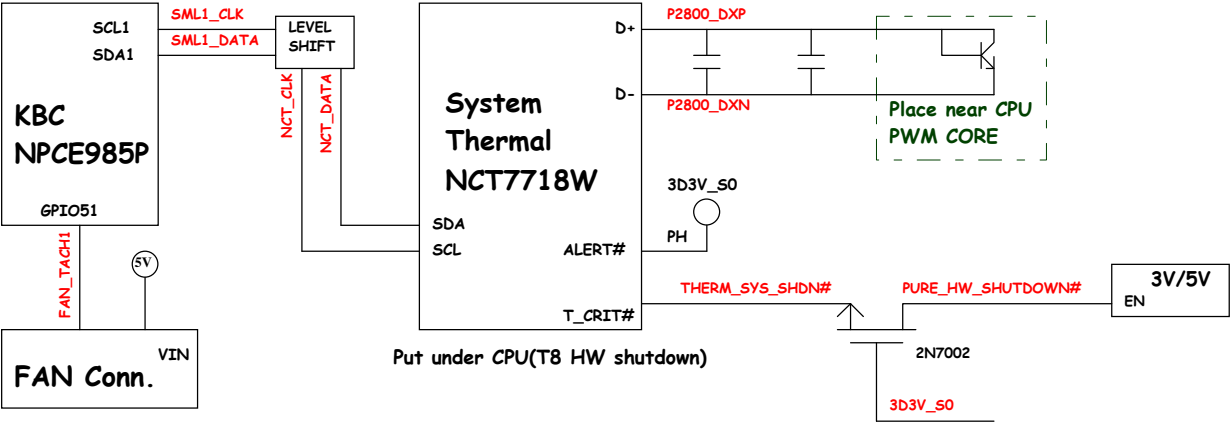 SCL1
SML1_CLK
SDA1
SML1_DATA
LEVEL
SHIFT
KBC
NPCE985P
GPIO51
NCT_CLK
NCT_DATA
System
Thermal
NCT7718W
D+
P2800_DXP
D-
P2800_DXN
Place near CPU
PWM CORE
3D3V_S0
SDA
SCL
ALERT#
PH
T_CRIT#
THERM_SYS_SHDN#
PURE_HW_SHUTDOWN#
3V/5V
EN
2N7002
3D3V_S0
Put under CPU(T8 HW shutdown)
FAN_TACH1
5V
VIN
FAN Conn.